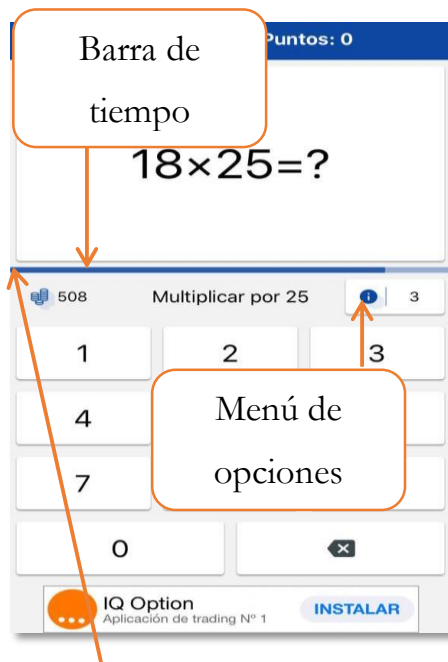 Puntos: 0
Barra de
tiempo
18×25=?
508
Multiplicar por 25
3
1
2
3
4
Menú de
opciones
7
0
IQ Option
Aplicación de trading Nº 1
INSTALAR